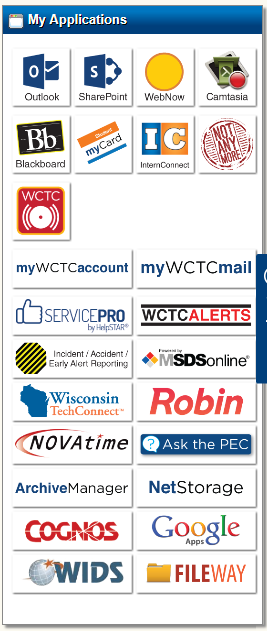 My Applications
Outlook
SharePoint
WebNow
Camtasia
Bb
Blackboard
Student
myCard
IC
InternConnect
NOT
ANY
MORE
WCTC
myWCTCaccount
myWCTCmail
SERVICEPRO
by HelpSTAR®
WCTCALERTS
Incident / Accident /
Early Alert Reporting
Powered by
MSDSonline®
Wisconsin
TechConnect™
Robin
NOVAtime
? Ask the PEC
ArchiveManager
NetStorage
COGNOS
Google
Apps
WIDS
FILEWAY